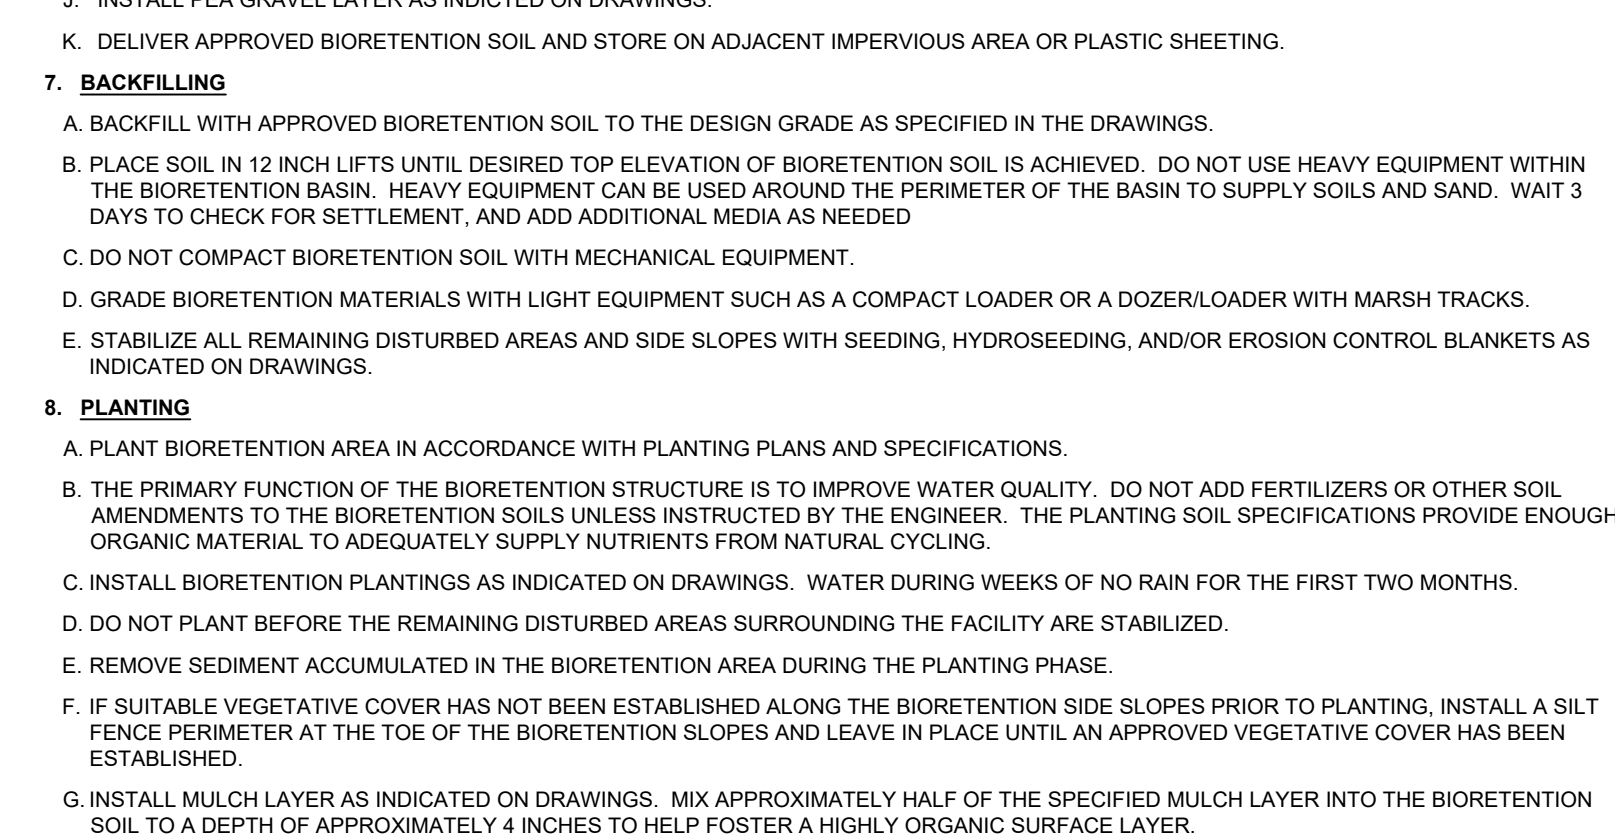 J. INSTALL PEA GRAVEL LAYER AS INDICTED ON DRAWINGS.
K. DELIVER APPROVED BIORETENTION SOIL AND STORE ON ADJACENT IMPERVIOUS AREA OR PLASTIC SHEETING.
7. BACKFILLING
A. BACKFILL WITH APPROVED BIORETENTION SOIL TO THE DESIGN GRADE AS SPECIFIED IN THE DRAWINGS.
B. PLACE SOIL IN 12 INCH LIFTS UNTIL DESIRED TOP ELEVATION OF BIORETENTION SOIL IS ACHIEVED. DO NOT USE HEAVY EQUIPMENT WITHIN
THE BIORETENTION BASIN. HEAVY EQUIPMENT CAN BE USED AROUND THE PERIMETER OF THE BASIN TO SUPPLY SOILS AND SAND. WAIT 3
DAYS TO CHECK FOR SETTLEMENT, AND ADD ADDITIONAL MEDIA AS NEEDED
C. DO NOT COMPACT BIORETENTION SOIL WITH MECHANICAL EQUIPMENT.
D. GRADE BIORETENTION MATERIALS WITH LIGHT EQUIPMENT SUCH AS A COMPACT LOADER OR A DOZER/LOADER WITH MARSH TRACKS.
E. STABILIZE ALL REMAINING DISTURBED AREAS AND SIDE SLOPES WITH SEEDING, HYDROSEEDING, AND/OR EROSION CONTROL BLANKETS AS
INDICATED ON DRAWINGS.
8. PLANTING
A. PLANT BIORETENTION AREA IN ACCORDANCE WITH PLANTING PLANS AND SPECIFICATIONS.
B. THE PRIMARY FUNCTION OF THE BIORETENTION STRUCTURE IS TO IMPROVE WATER QUALITY. DO NOT ADD FERTILIZERS OR OTHER SOIL
AMENDMENTS TO THE BIORETENTION SOILS UNLESS INSTRUCTED BY THE ENGINEER. THE PLANTING SOIL SPECIFICATIONS PROVIDE ENOUGH
ORGANIC MATERIAL TO ADEQUATELY SUPPLY NUTRIENTS FROM NATURAL CYCLING.
C. INSTALL BIORETENTION PLANTINGS AS INDICATED ON DRAWINGS. WATER DURING WEEKS OF NO RAIN FOR THE FIRST TWO MONTHS.
D. DO NOT PLANT BEFORE THE REMAINING DISTURBED AREAS SURROUNDING THE FACILITY ARE STABILIZED.
E. REMOVE SEDIMENT ACCUMULATED IN THE BIORETENTION AREA DURING THE PLANTING PHASE.
F. IF SUITABLE VEGETATIVE COVER HAS NOT BEEN ESTABLISHED ALONG THE BIORETENTION SIDE SLOPES PRIOR TO PLANTING, INSTALL A SILT
FENCE PERIMETER AT THE TOE OF THE BIORETENTION SLOPES AND LEAVE IN PLACE UNTIL AN APPROVED VEGETATIVE COVER HAS BEEN
ESTABLISHED.
G. INSTALL MULCH LAYER AS INDICATED ON DRAWINGS. MIX APPROXIMATELY HALF OF THE SPECIFIED MULCH LAYER INTO THE BIORETENTION
SOIL TO A DEPTH OF APPROXIMATELY 4 INCHES TO HELP FOSTER A HIGHLY ORGANIC SURFACE LAYER.